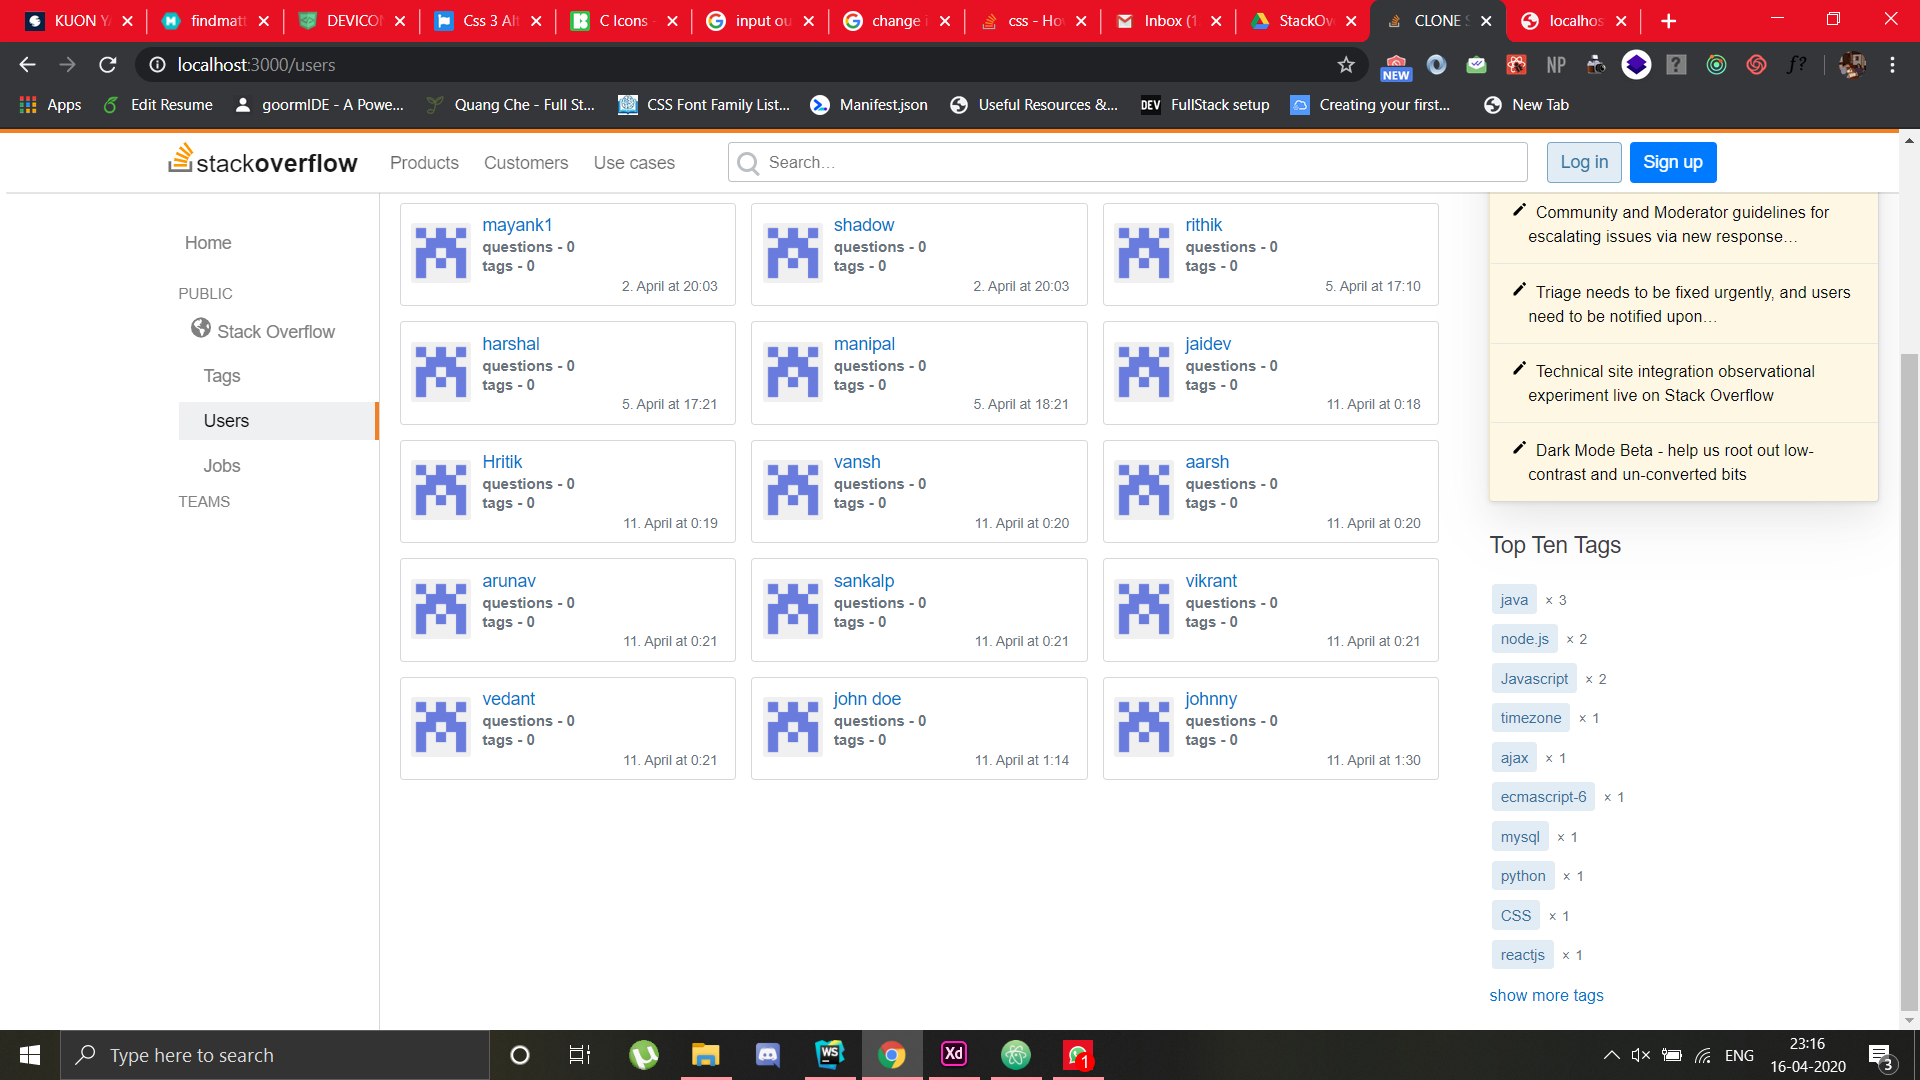 KUON Y
findmatt
DEVICON
Css 3 Alt
C Icons -
input ou
change i
css - Ho
Inbox (1
StackOv
CLONE S
localhos
localhost:3000/users
NEW
NP
f?
Apps
Edit Resume
goormIDE - A Powe...
Quang Che - Full St...
CSS Font Family List...
Manifest.json
Useful Resources &...
DEV FullStack setup
Creating your first...
New Tab
stackoverflow
Products
Customers
Use cases
Search...
Log in
Sign up
Home
PUBLIC
Stack Overflow
Tags
Users
Jobs
TEAMS
mayank1
questions - 0
tags - 0
2. April at 20:03
shadow
questions - 0
tags - 0
2. April at 20:03
rithik
questions - 0
tags - 0
5. April at 17:10
harshal
questions - 0
tags - 0
5. April at 17:21
manipal
questions - 0
tags - 0
5. April at 18:21
jaidev
questions - 0
tags - 0
11. April at 0:18
Hritik
questions - 0
tags - 0
11. April at 0:19
vansh
questions - 0
tags - 0
11. April at 0:20
aarsh
questions - 0
tags - 0
11. April at 0:20
arunav
questions - 0
tags - 0
11. April at 0:21
sankalp
questions - 0
tags - 0
11. April at 0:21
vikrant
questions - 0
tags - 0
11. April at 0:21
vedant
questions - 0
tags - 0
11. April at 0:21
john doe
questions - 0
tags - 0
11. April at 1:14
johnny
questions - 0
tags - 0
11. April at 1:30
Community and Moderator guidelines for
escalating issues via new response...
Triage needs to be fixed urgently, and users
need to be notified upon...
Technical site integration observational
experiment live on Stack Overflow
Dark Mode Beta - help us root out low-
contrast and un-converted bits
Top Ten Tags
java × 3
node.js × 2
Javascript × 2
timezone × 1
ajax × 1
ecmascript-6 × 1
mysql × 1
python × 1
CSS × 1
reactjs × 1
show more tags
Type here to search
WS
Xd
1
ENG
23:16
16-04-2020
3